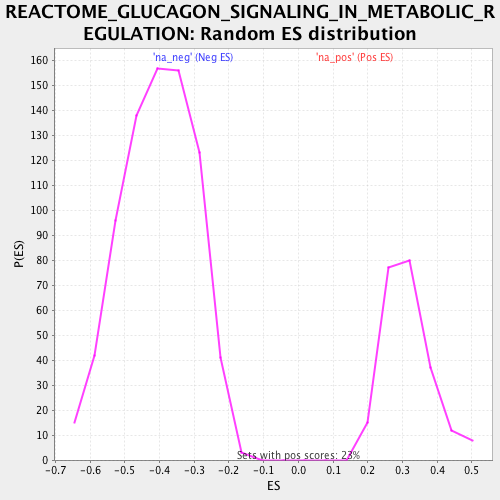 REACTOME_GLUCAGON_SIGNALING_IN_METABOLIC_R
EGULATION: Random ES distribution
'na_neg' (Neg ES) 'na_pos' (Pos ES)
160
150
140
130
120
110
100
90
80
70
60
50
40
30
20
10
0
P(ES)
Sets with pos scores: 23%
-0.7 -0.6 -0.5 -0.4 -0.3 -0.2 -0.1 0.0 0.1 0.2 0.3 0.4 0.5
ES